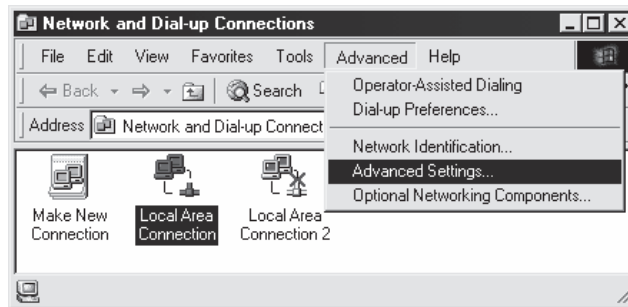 Network and Dial-up Connections
File Edit View Favorites Tools Advanced Help
Back Search
Address Network and Dial-up Connect
Operator-Assisted Dialing
Dial-up Preferences...
Network Identification...
Advanced Settings...
Optional Networking Components...
Make New Local Area Local Area
Connection Connection Connection 2